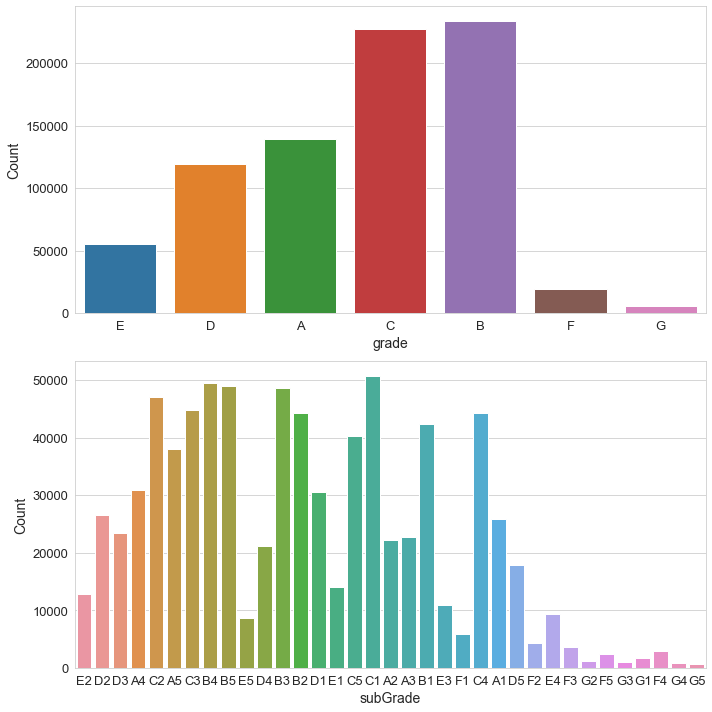 200000
150000
100000
50000
0
Count
E D A C B F G
grade
50000
40000
30000
20000
10000
0
Count
E2 D2 D3 A4 C2 A5 C3 B4 B5 E5 D4 B3 B2 D1 E1 C5 C1 A2 A3 B1 E3 F1 C4 A1 D5 F2 E4 F3 G2 F5 G3 G1 F4 G4 G5
subGrade